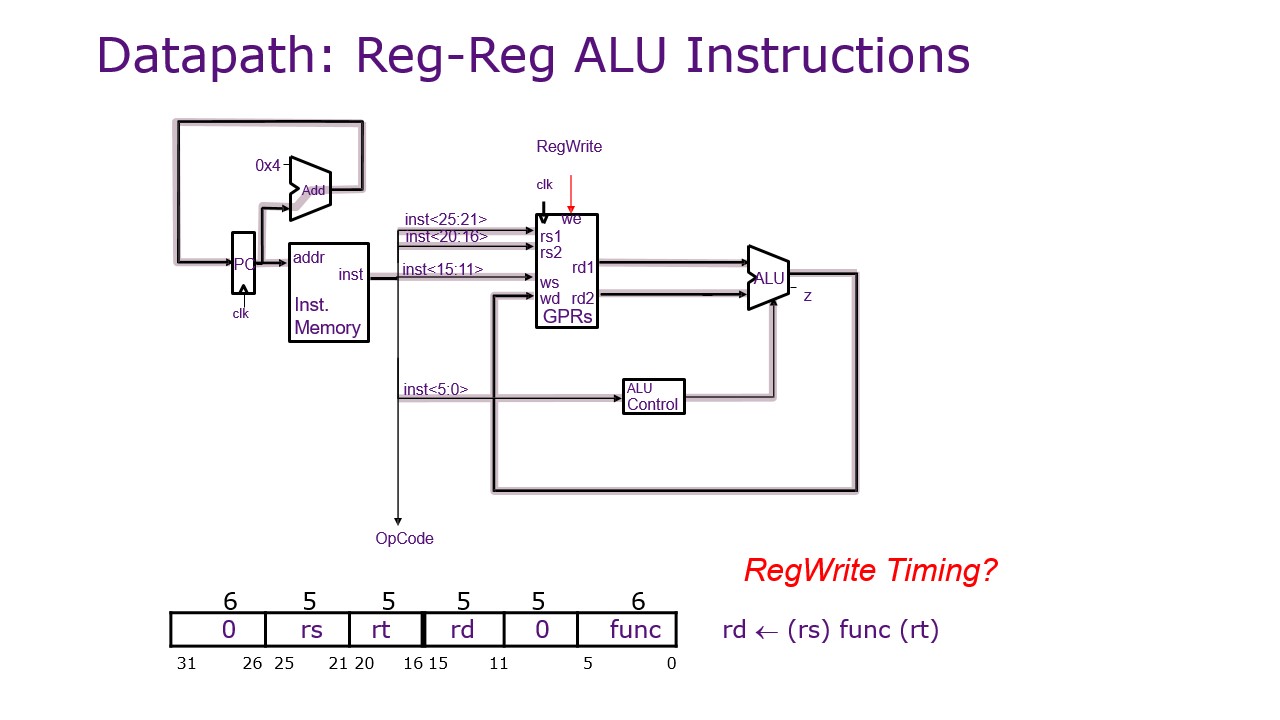 Datapath: Reg-Reg ALU Instructions
RegWrite
0x4
Add
clk
inst<25:21>
inst<20:16>
we
rs1
rs2
PC
addr
inst
inst<15:11>
rd1
ws
wd rd2
GPRs
ALU
z
Inst.
Memory
clk
inst<5:0>
ALU
Control
OpCode
RegWrite Timing?
6 5 5 5 5 6
0 rs rt rd 0 func
rd ← (rs) func (rt)
31 26 25 21 20 16 15 11 5 0